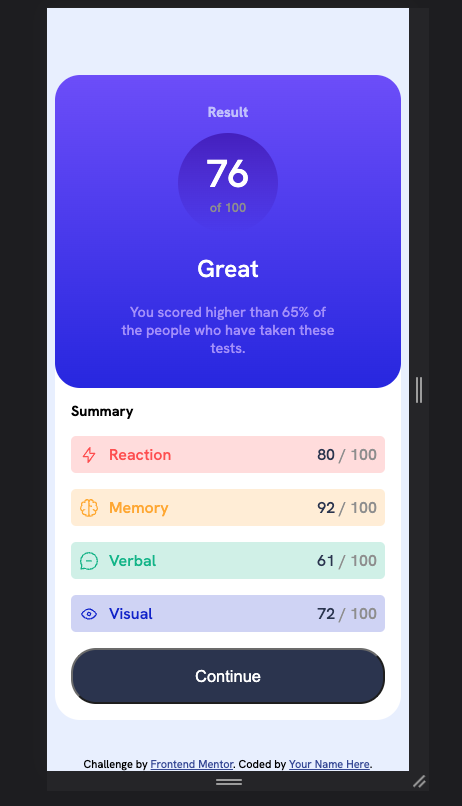 Result
76
of 100
Great
You scored higher than 65% of
the people who have taken these
tests.
Summary
Reaction 80 / 100
Memory 92 / 100
Verbal 61 / 100
Visual 72 / 100
Continue
Challenge by Frontend Mentor. Coded by Your Name Here.